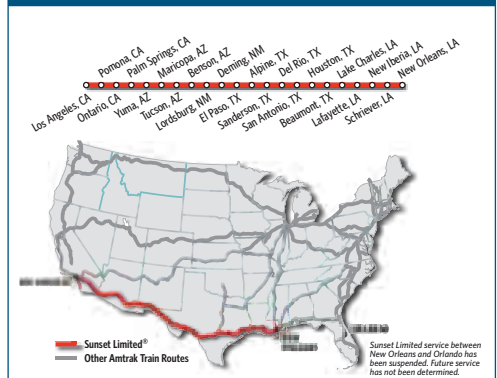 Pomona, CA
Palm Springs, CA
Maricopa, AZ
Benson, AZ
Deming, NM
Alpine, TX
Del Rio, TX
Houston, TX
Lake Charles, LA
New Iberia, LA
New Orleans, LA
Los Angeles, CA
Ontario, CA
Yuma, AZ
Tucson, AZ
Lordsburg, NM
El Paso, TX
Sanderson, TX
San Antonio, TX
Beaumont, TX
Lafayette, LA
Schriever, LA
Sunset Limited®
Other Amtrak Train Routes
Sunset Limited service between
New Orleans and Orlando has
been suspended. Future service
has not been determined.